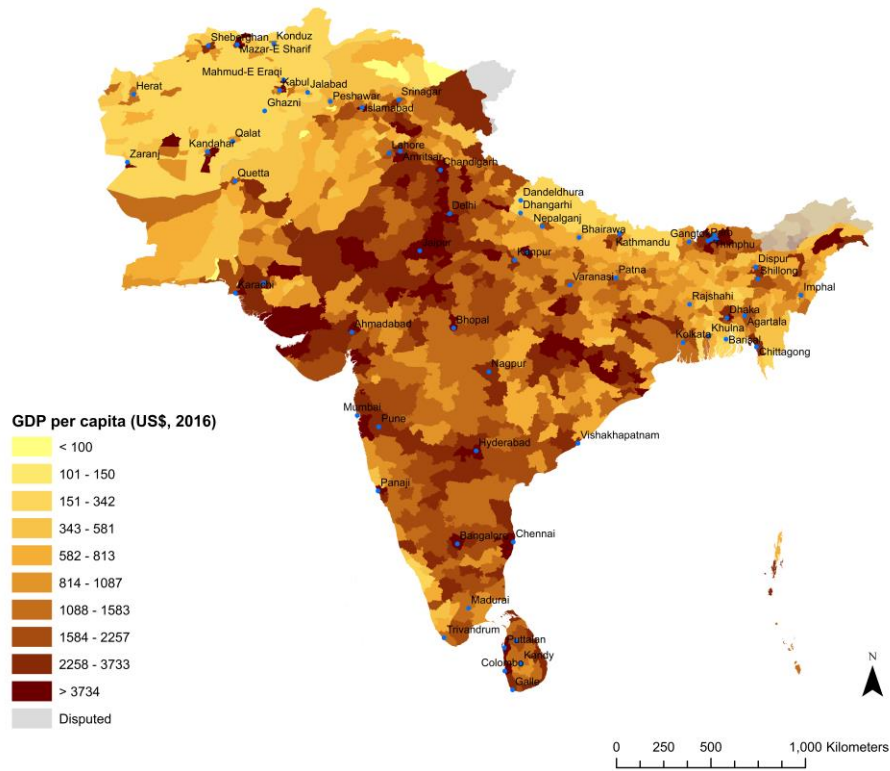 Sheberghan
Konduz
Mazar-E Sharif
Mahmud-E Eraqi
Kabul
Jalabad
Herat
Peshawar
Srinagar
Islamabad
Ghazni
Qalat
Kandahar
Lahore
Amritsar
Zaranj
Chandigarh
Quetta
Dandeldhura
Dhangarhi
Delhi
Nepalganj
Bhairawa
Kathmandu
Gangtok
Thimphu
Jaipur
Kanpur
Dispur
Shillong
Varanasi
Patna
Karachi
Imphal
Rajshahi
Dhaka
Agartala
Ahmadabad
Bhopal
Kolkata
Khulna
Barisal
Chittagong
Nagpur
GDP per capita (US$, 2016)
< 100
101 - 150
151 - 342
343 - 581
582 - 813
814 - 1087
1088 - 1583
1584 - 2257
2258 - 3733
> 3734
Disputed
Mumbai
Pune
Hyderabad
Vishakhapatnam
Panaji
Bangalore
Chennai
Madurai
Trivandrum
Puttalan
Kandy
Colombo
Galle
N
0 250 500 1,000 Kilometers